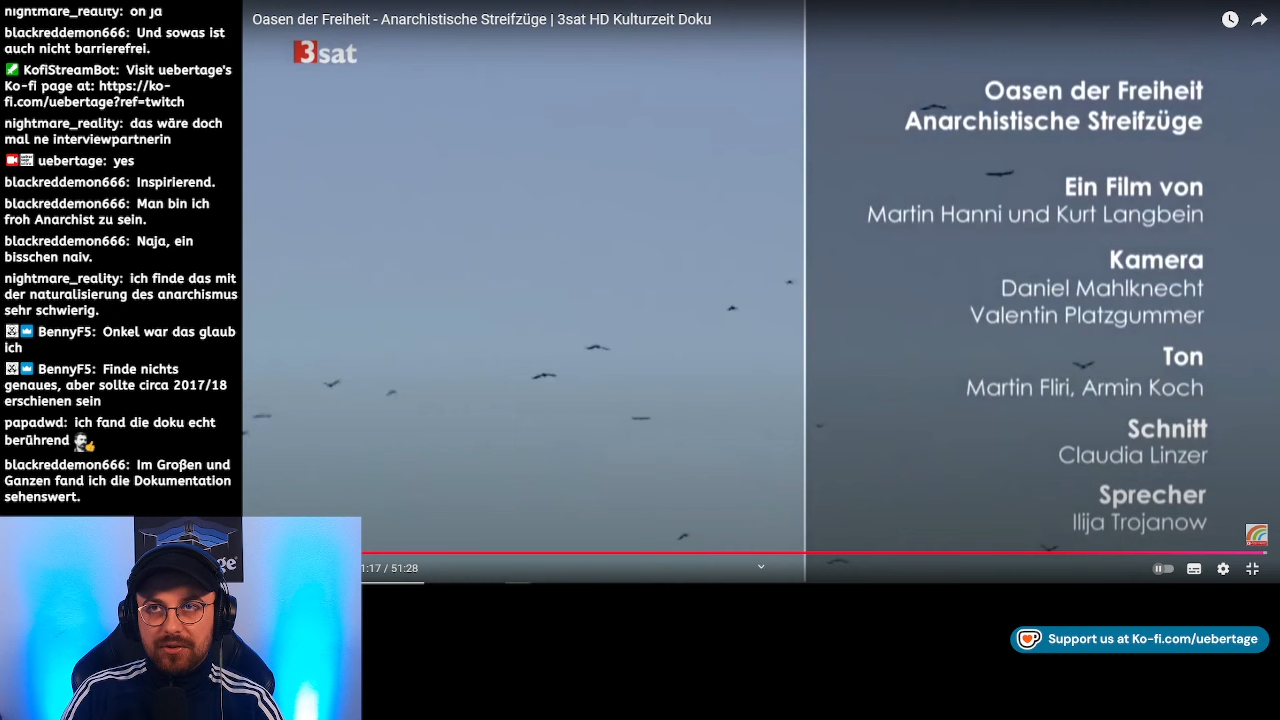 nightmare_reality: on ja
blackreddemon666: Und sowas ist
auch nicht barrierefrei.
KofiStreamBot: Visit uebertage's
Ko-fi page at: https://ko-
fi.com/uebertage?ref=twitch
nightmare_reality: das wäre doch
mal ne interviewpartnerin
uebertage: yes
blackreddemon666: Inspirierend.
blackreddemon666: Man bin ich
froh Anarchist zu sein.
blackreddemon666: Naja, ein
bisschen naiv.
nightmare_reality: ich finde das mit
der naturalisierung des anarchismus
sehr schwierig.
BennyF5: Onkel war das glaub
ich
BennyF5: Finde nichts
genaues, aber sollte circa 2017/18
erschienen sein
papadwd: ich fand die doku echt
berührend
blackreddemon666: Im Großen und
Ganzen fand ich die Dokumentation
sehenswert.
Oasen der Freiheit - Anarchistische Streifzüge | 3sat HD Kulturzeit Doku
3sat
Oasen der Freiheit
Anarchistische Streifzüge
Ein Film von
Martin Hanni und Kurt Langbein
Kamera
Daniel Mahlknecht
Valentin Platzgummer
Ton
Martin Fliri, Armin Koch
Schnitt
Claudia Linzer
Sprecher
Ilija Trojanow
1:17 / 51:28
Support us at Ko-fi.com/uebertage